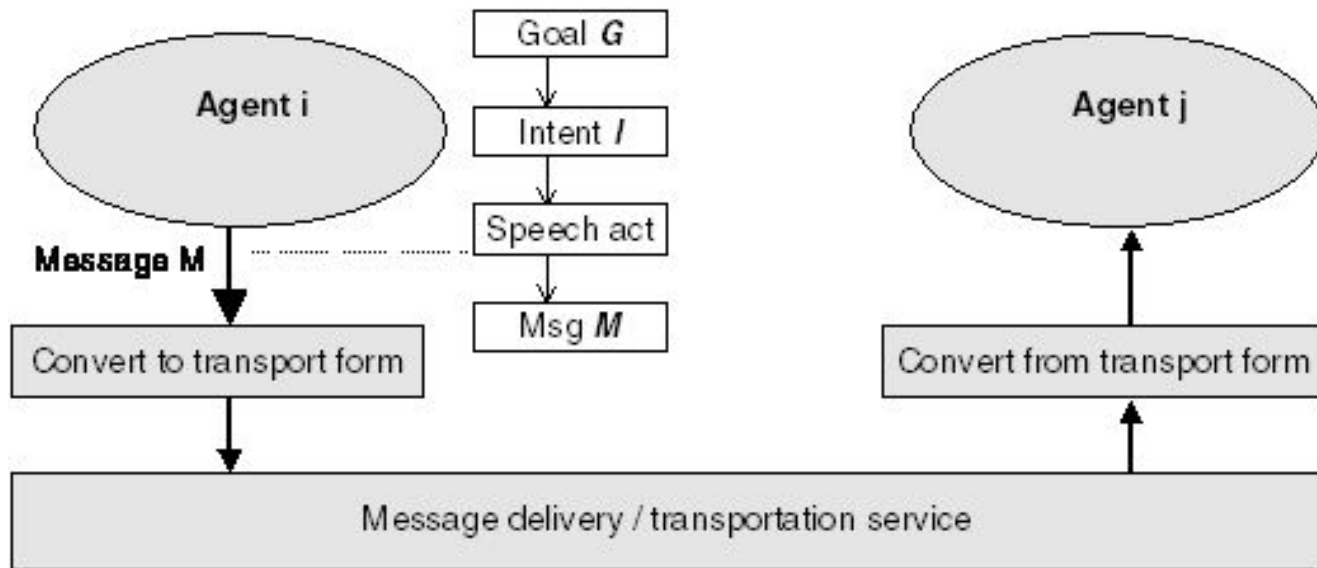 Goal G
Agent i
Agent j
Intent I
Speech act
Message M
Msg M
Convert to transport form
Convert from transport form
Message delivery / transportation service